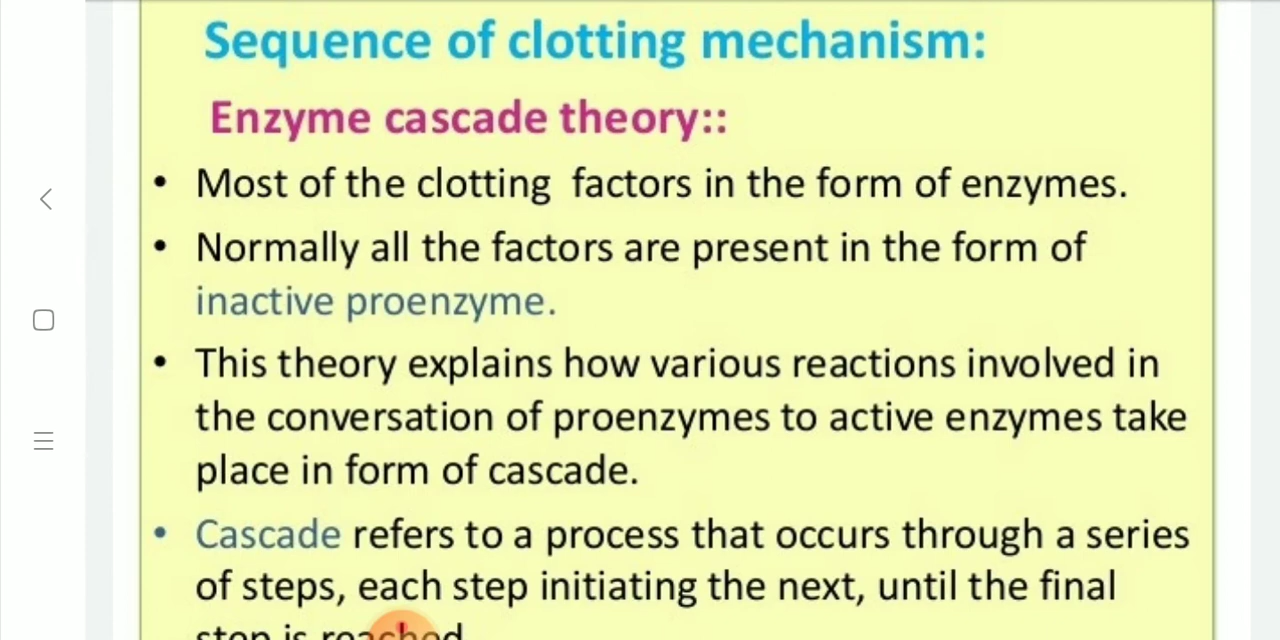 Sequence of clotting mechanism:
Enzyme cascade theory::
• Most of the clotting factors in the form of enzymes.
• Normally all the factors are present in the form of
inactive proenzyme.
• This theory explains how various reactions involved in
the conversation of proenzymes to active enzymes take
place in form of cascade.
• Cascade refers to a process that occurs through a series
of steps, each step initiating the next, until the final
step is reached.